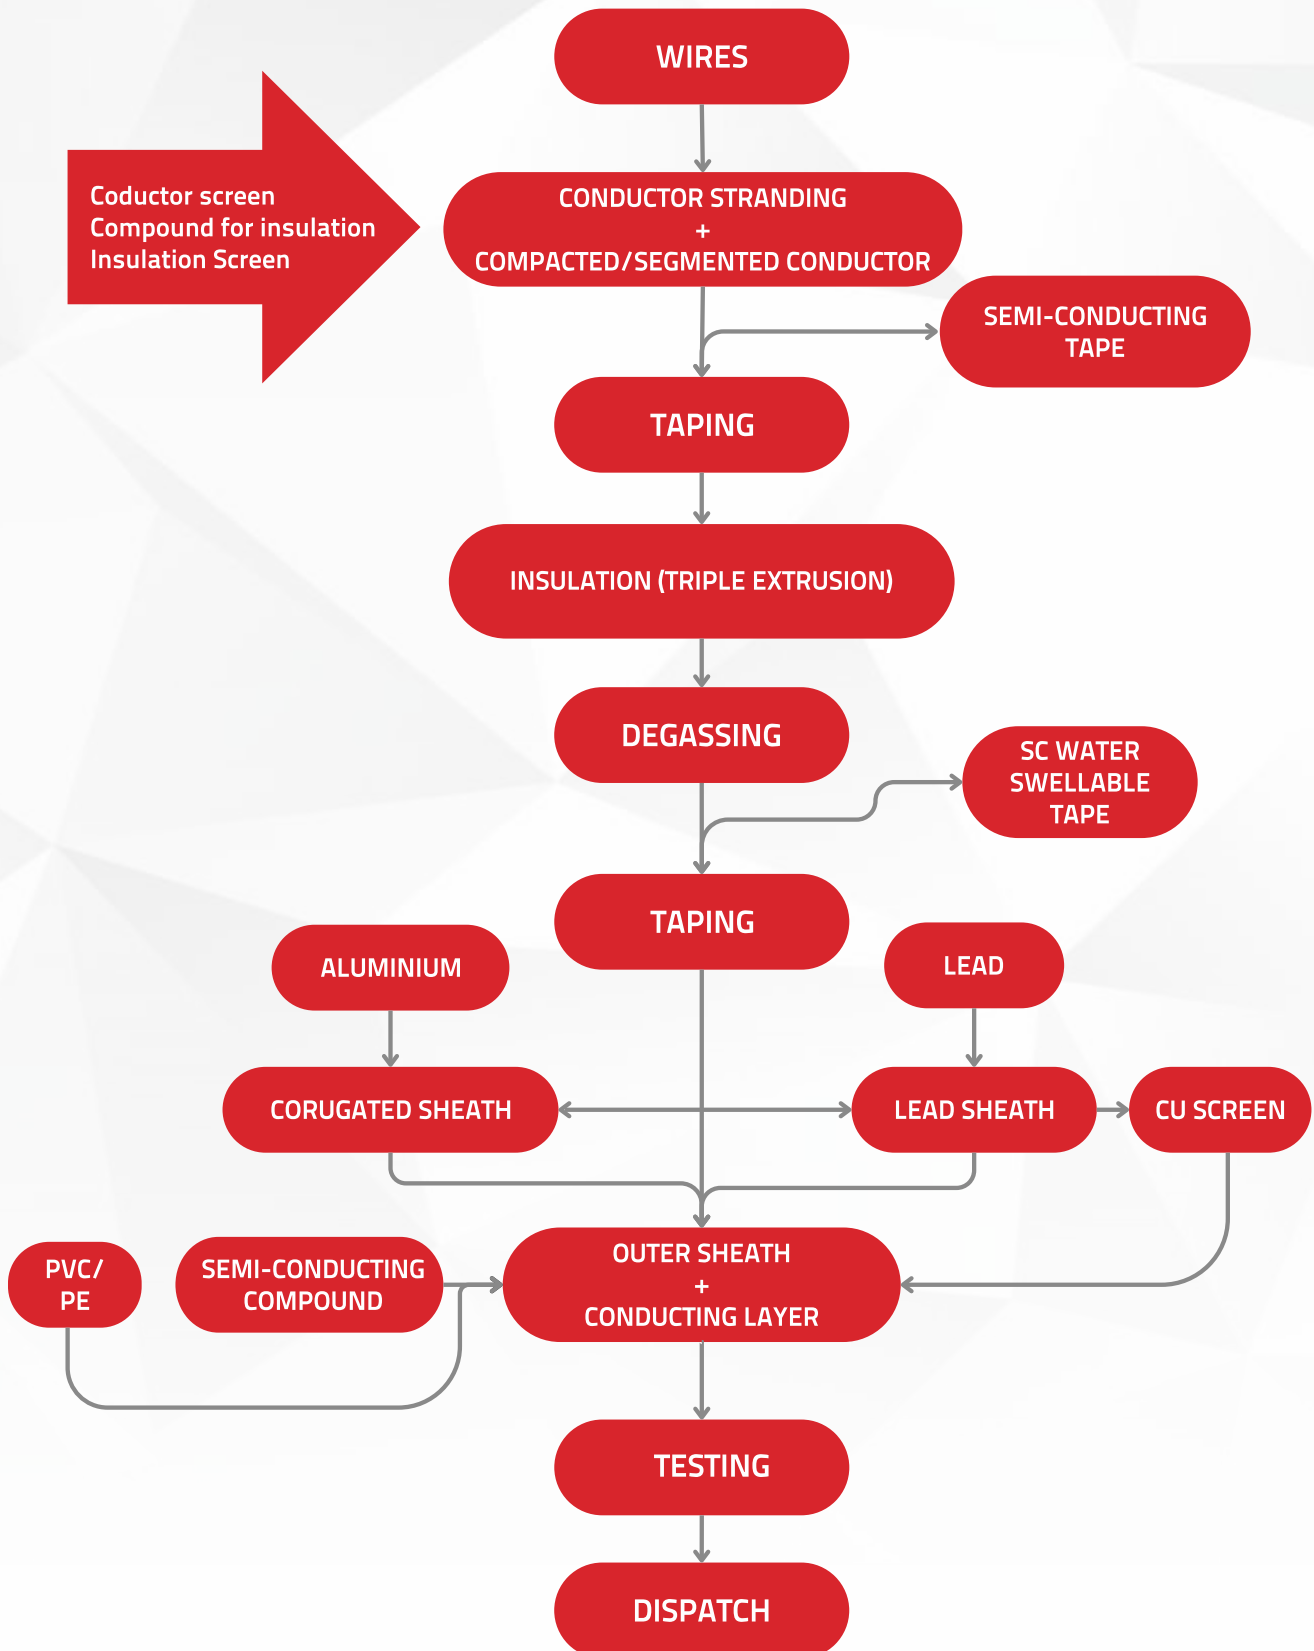 WIRES
Coductor screen
Compound for insulation
Insulation Screen
CONDUCTOR STRANDING
+
COMPACTED/SEGMENTED CONDUCTOR
SEMI-CONDUCTING
TAPE
TAPING
INSULATION (TRIPLE EXTRUSION)
DEGASSING
SC WATER
SWELLABLE
TAPE
TAPING
ALUMINIUM
LEAD
CORUGATED SHEATH
LEAD SHEATH
CU SCREEN
PVC/
PE
SEMI-CONDUCTING
COMPOUND
OUTER SHEATH
+
CONDUCTING LAYER
TESTING
DISPATCH